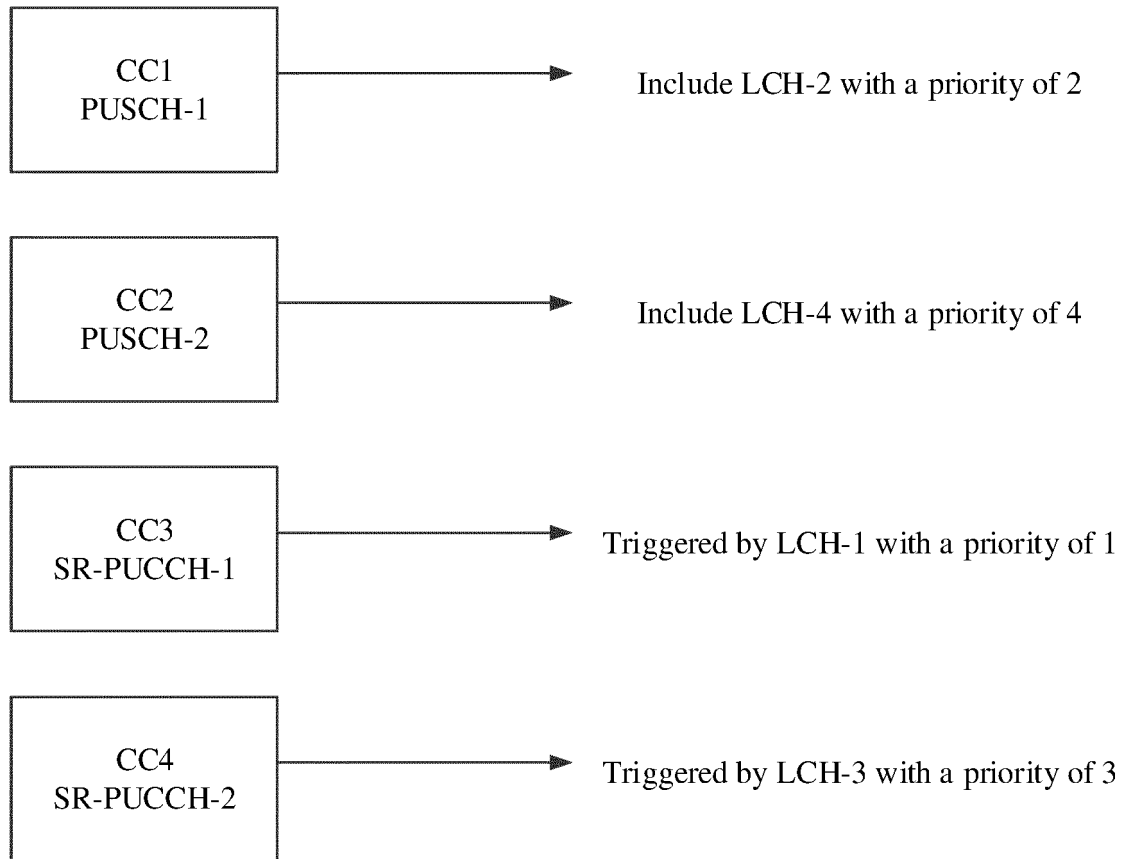 CC1
PUSCH-1
Include LCH-2 with a priority of 2
CC2
PUSCH-2
Include LCH-4 with a priority of 4
CC3
SR-PUCCH-1
Triggered by LCH-1 with a priority of 1
CC4
SR-PUCCH-2
Triggered by LCH-3 with a priority of 3